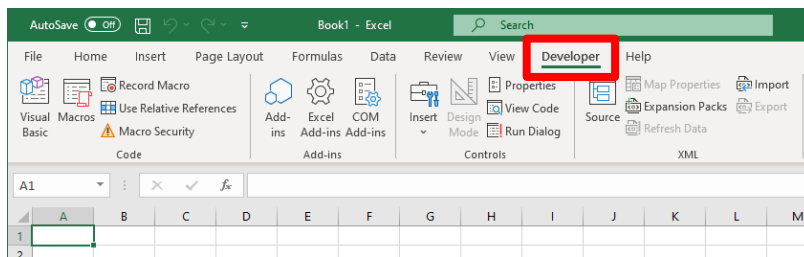 AutoSave Off Book1 - Excel Search
File Home Insert Page Layout Formulas Data Review View Developer Help
Visual Basic
Macros
Record Macro
Use Relative References
Macro Security
Code
Add-ins
Excel Add-ins
COM Add-ins
Add-ins
Insert
Design Mode
Properties
View Code
Run Dialog
Controls
Source
Map Properties
Expansion Packs
Refresh Data
Import
Export
XML
A1 fx
A B C D E F G H I J K L M
1
2